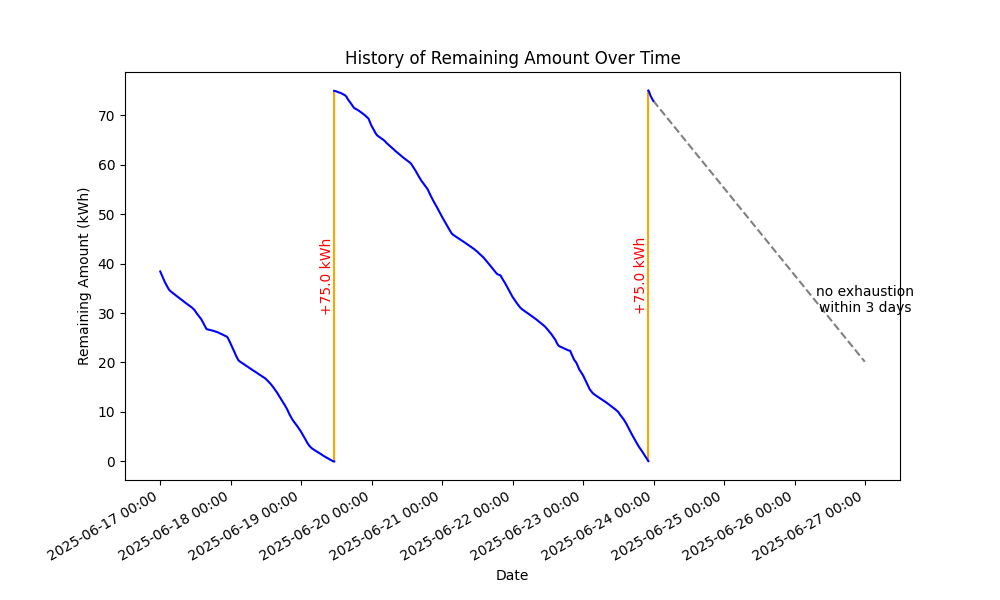 History of Remaining Amount Over Time
Remaining Amount (kWh)
70
60
50
40
30
20
10
0
+75.0 kWh
+75.0 kWh
no exhaustion
within 3 days
2025-06-17 00:00
2025-06-18 00:00
2025-06-19 00:00
2025-06-20 00:00
2025-06-21 00:00
2025-06-22 00:00
2025-06-23 00:00
2025-06-24 00:00
2025-06-25 00:00
2025-06-26 00:00
2025-06-27 00:00
Date